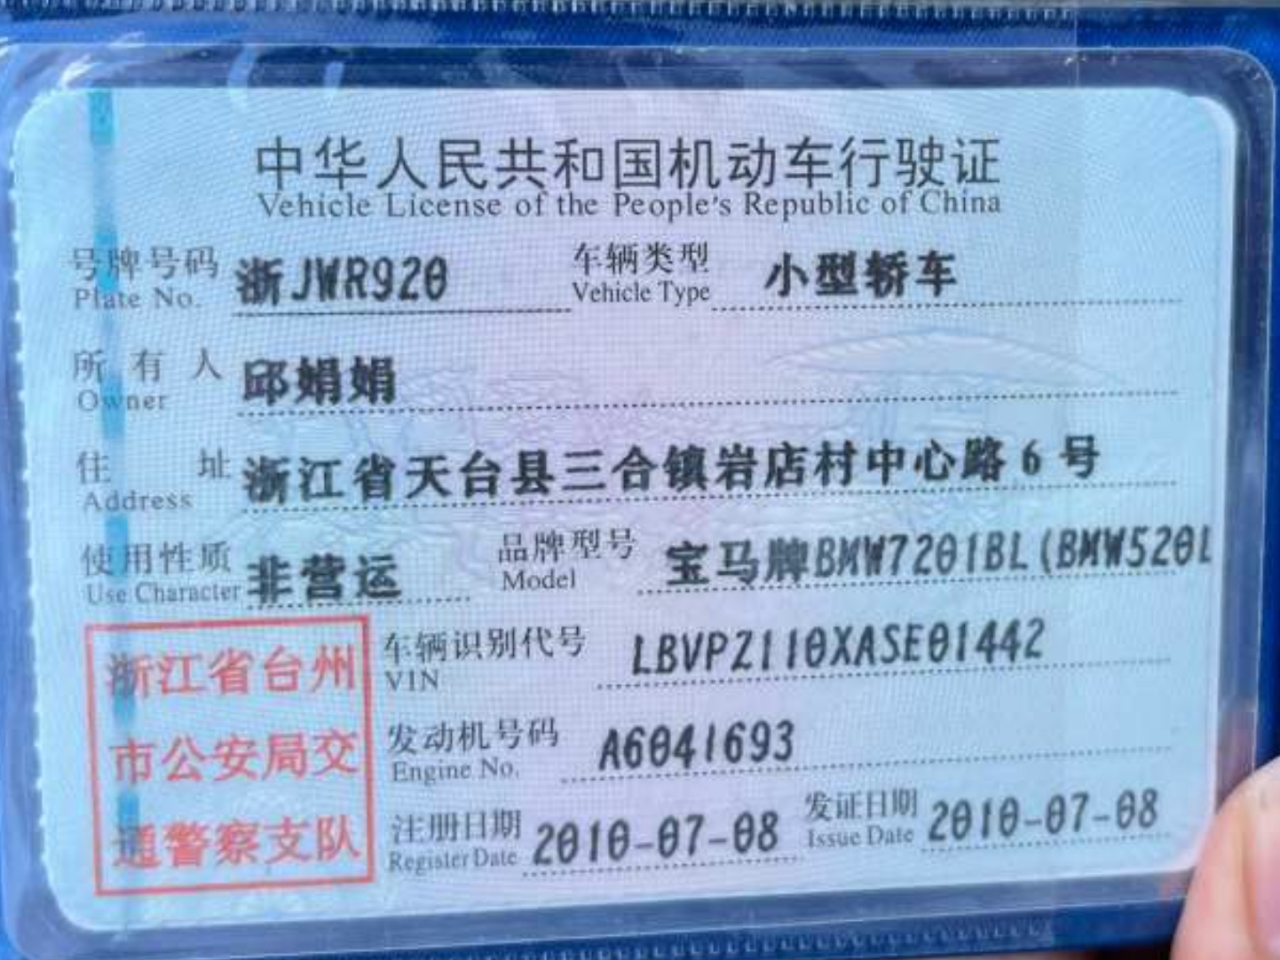 中华人民共和国机动车行驶证
Vehicle License of the People's Republic of China
号牌号码 浙JWR920 车辆类型 小型轿车
Plate No. Vehicle Type
所有人 邱娟娟
Owner
住址 浙江省天台县三合镇岩店村中心路6号
Address
使用性质 非营运 品牌型号 宝马牌BMW7201BL(BMW520L
Use Character Model
浙江省台州
市公安局交
通警察支队
车辆识别代号 LBVPZ110XASE01442
VIN
发动机号码 A6041693
Engine No.
注册日期 2010-07-08 发证日期 2010-07-08
Register Date Issue Date